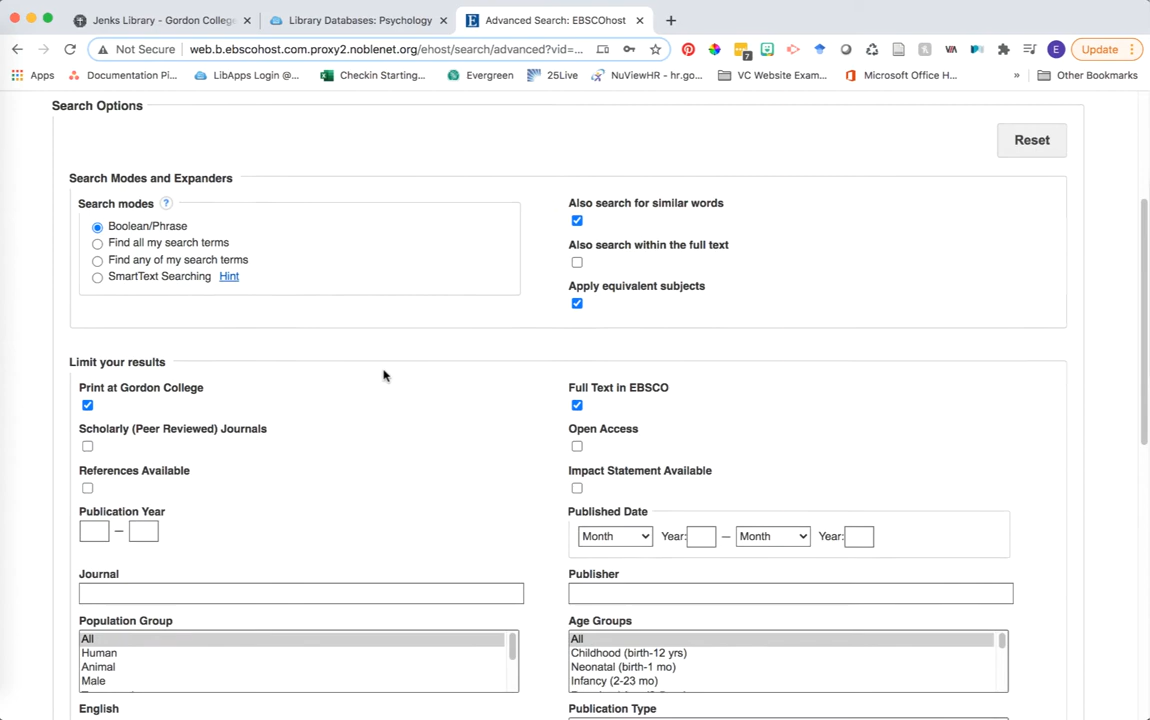 Jenks Library - Gordon College
Library Databases: Psychology
Advanced Search: EBSCOhost
Not Secure
web.b.ebscohost.com.proxy2.noblenet.org/ehost/search/advanced?vid=...
7
E
Update
Apps
Documentation Pi...
LibApps Login @...
Checkin Starting...
Evergreen
25Live
NuViewHR - hr.go...
VC Website Exam...
Microsoft Office H...
»
Other Bookmarks
Search Options
Reset
Search Modes and Expanders
Search modes ?
Boolean/Phrase
Find all my search terms
Find any of my search terms
SmartText Searching Hint
Also search for similar words
Also search within the full text
Apply equivalent subjects
Limit your results
Print at Gordon College
Full Text in EBSCO
Scholarly (Peer Reviewed) Journals
Open Access
References Available
Impact Statement Available
Publication Year
–
Published Date
Month Year: – Month Year:
Journal
Publisher
Population Group
All
Human
Animal
Male
Age Groups
All
Childhood (birth-12 yrs)
Neonatal (birth-1 mo)
Infancy (2-23 mo)
English
Publication Type